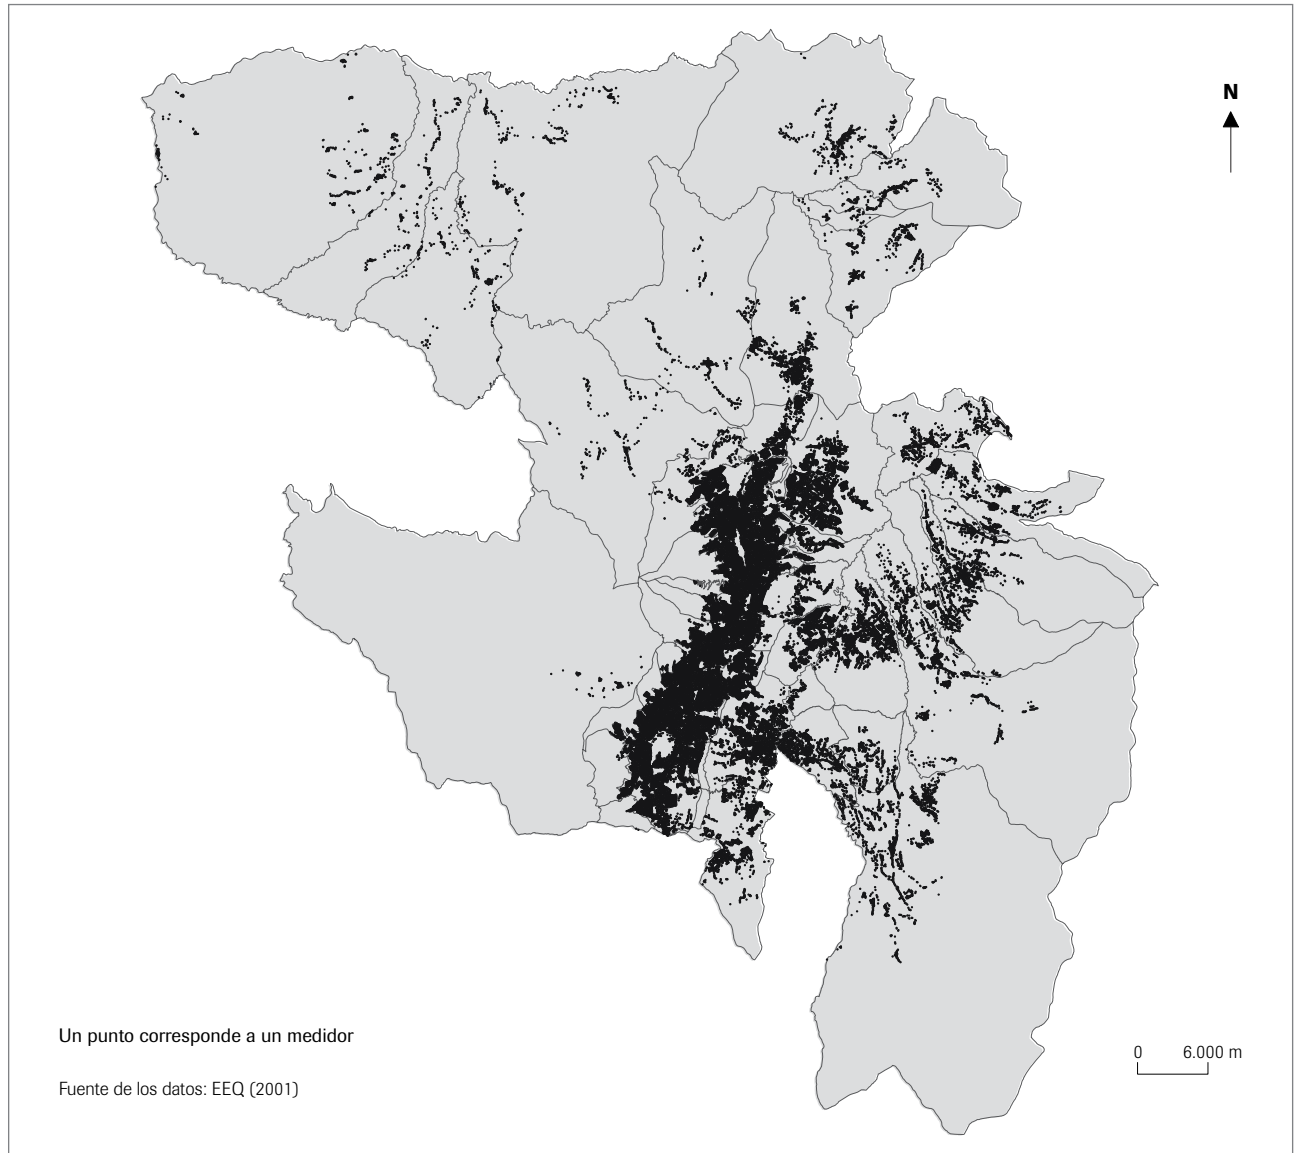 N
Un punto corresponde a un medidor
0 6.000 m
Fuente de los datos: EEQ (2001)